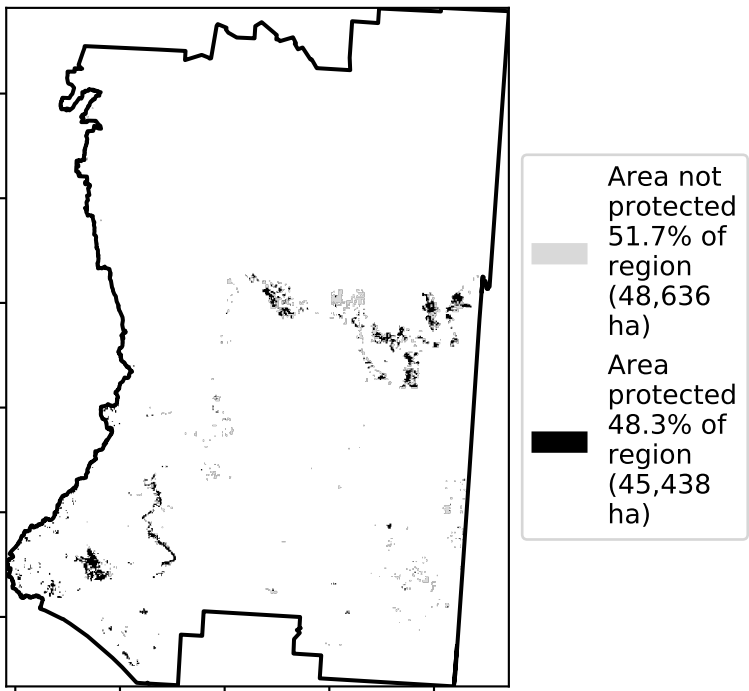 Area not
protected
51.7% of
region
(48,636
ha)
Area
protected
48.3% of
region
(45,438
ha)